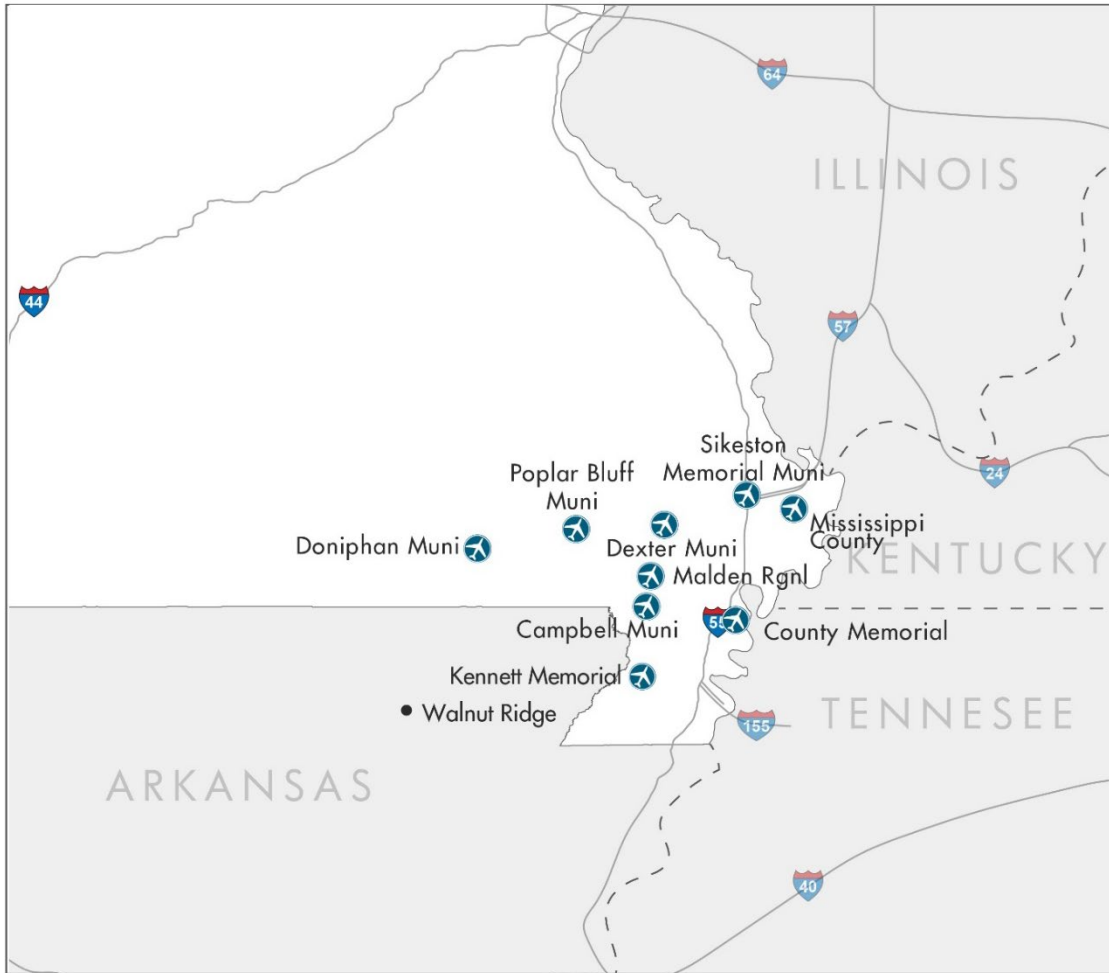 64
ILLINOIS
44
57
Sikeston
Memorial Muni
24
Poplar Bluff
Muni
Mississippi
County
Doniphan Muni
Dexter Muni
KENTUCKY
Malden Rgnl
Campbell Muni
55
County Memorial
Kennett Memorial
Walnut Ridge
155
TENNESSEE
ARKANSAS
40